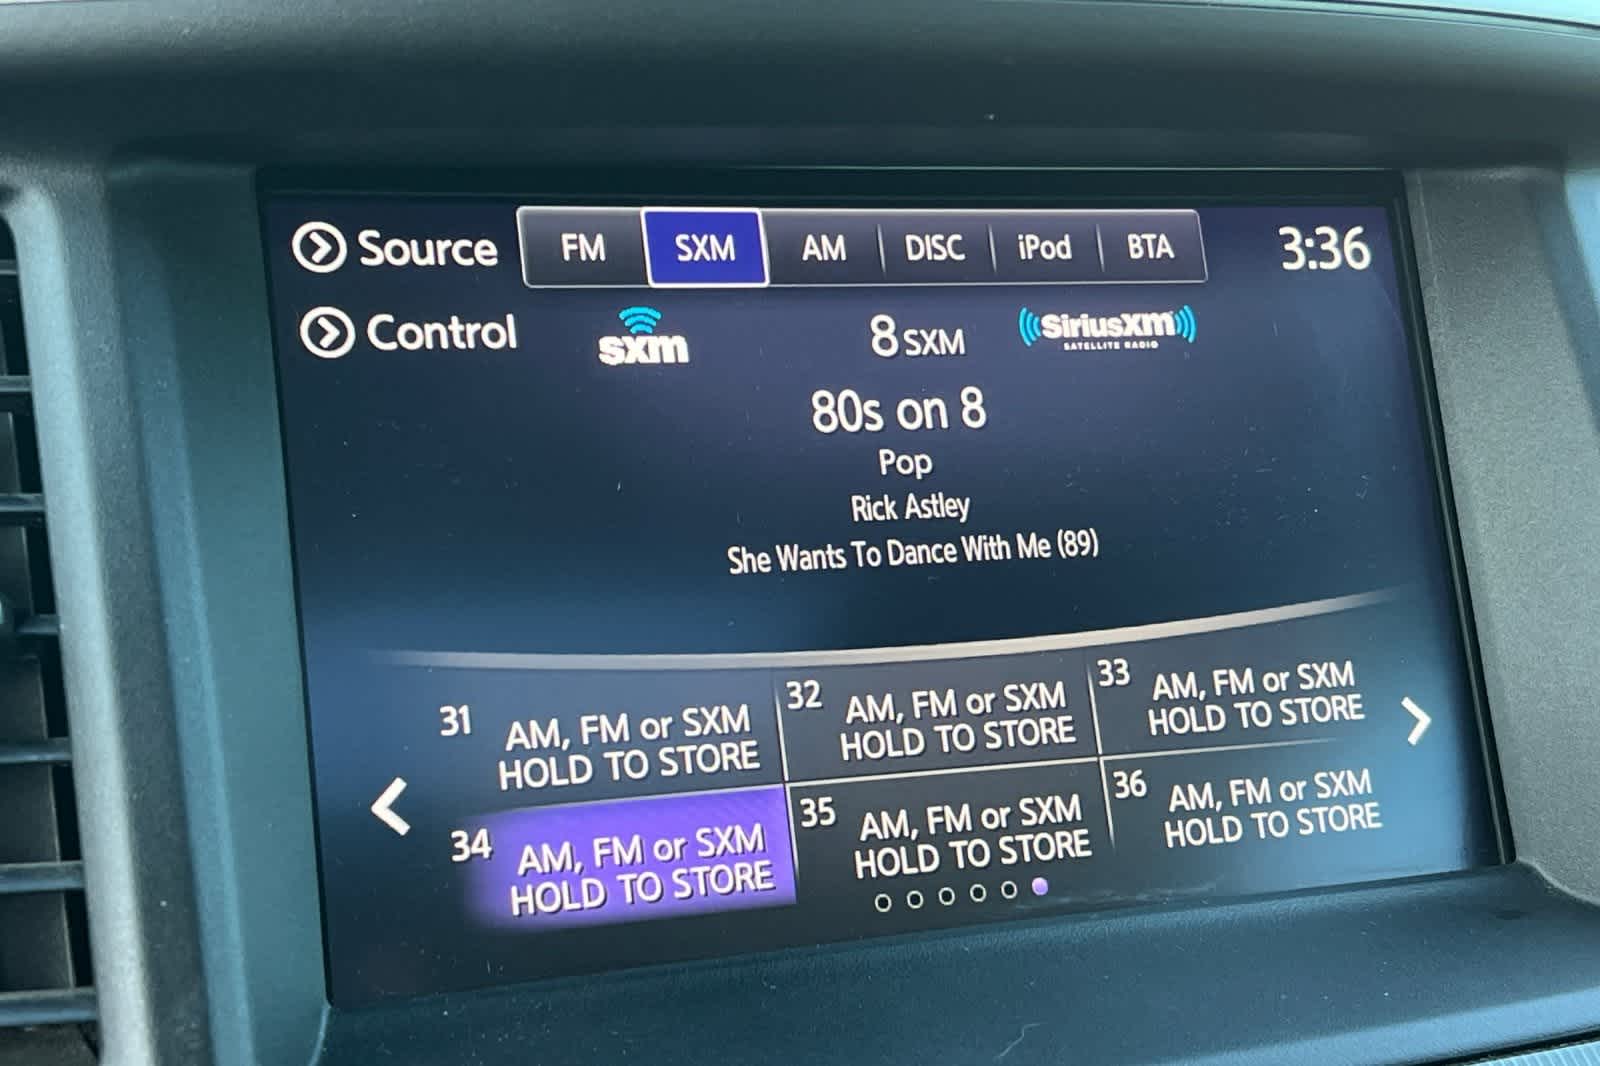 Source FM SXM AM DISC iPod BTA 3:36
Control sxm 8 SXM SiriusXM
SATELLITE RADIO
80s on 8
Pop
Rick Astley
She Wants To Dance With Me (89)
31 AM, FM or SXM
HOLD TO STORE
32 AM, FM or SXM
HOLD TO STORE
33 AM, FM or SXM
HOLD TO STORE
34 AM, FM or SXM
HOLD TO STORE
35 AM, FM or SXM
HOLD TO STORE
36 AM, FM or SXM
HOLD TO STORE